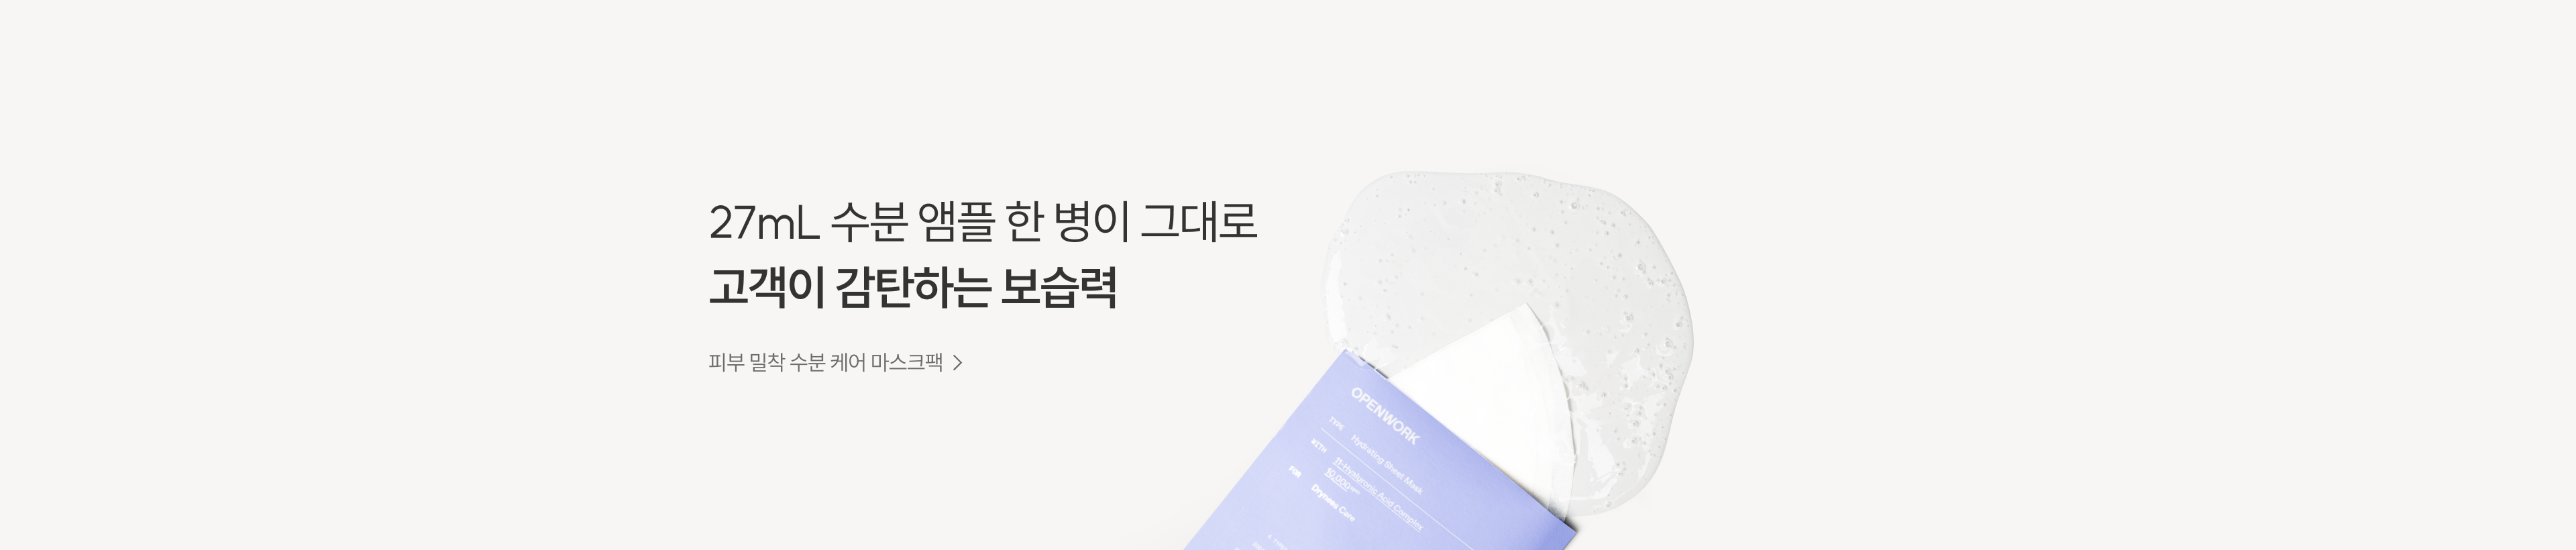 27mL 수분 앰플 한 병이 그대로
고객이 감탄하는 보습력
피부 밀착 수분 케어 마스크팩 >
OPENWORK
TYPE Hydrating Sheet Mask
WITH 11-Hyaluronic Acid Complex
10,000ppm
FOR Dryness Care